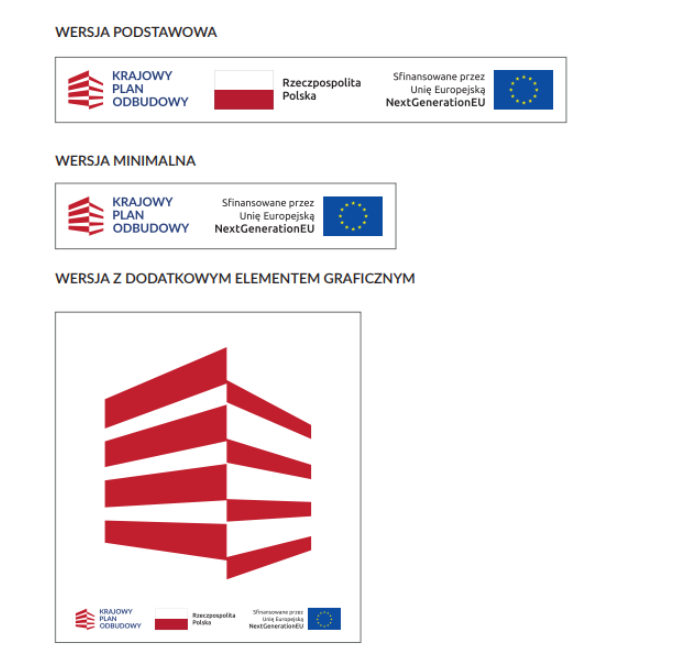 WERSJA PODSTAWOWA
KRAJOWY
PLAN
ODBUDOWY
Rzeczpospolita
Polska
Sfinansowane przez
Unię Europejską
NextGenerationEU
WERSJA MINIMALNA
KRAJOWY
PLAN
ODBUDOWY
Sfinansowane przez
Unię Europejską
NextGenerationEU
WERSJA Z DODATKOWYM ELEMENTEM GRAFICZNYM
KRAJOWY
PLAN
ODBUDOWY
Rzeczpospolita
Polska
Sfinansowane przez
Unię Europejską
NextGenerationEU